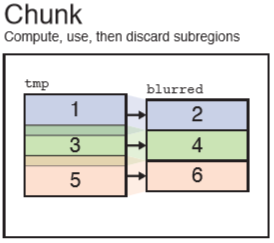 Chunk
Compute, use, then discard subregions
tmp
blurred
1
2
3
4
5
6